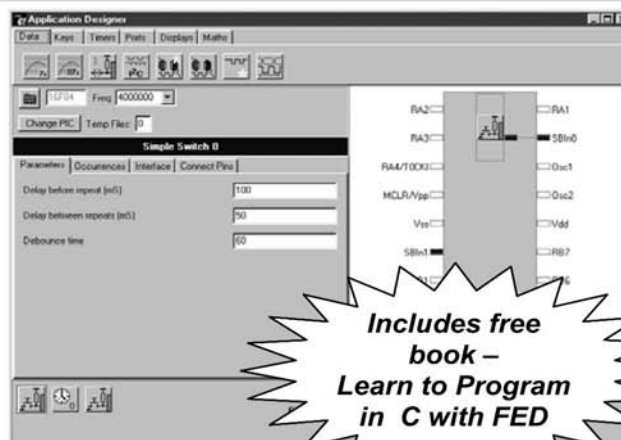 Application Designer
Data Keys Timers Ports Displays Maths
I²C
16F84 Freq 4000000
Change PIC Temp Files 0
Simple Switch 0
Parameters Occurrences Interface Connect Pins
Delay before repeat (mS) 100
Delay between repeats (mS) 50
Debounce time 60
RA2 RA1
RA3 SBIn0
RA4/T0CKI Osc1
MCLR/Vpp Osc2
Vss Vdd
SBIn1 RB7
Includes free
book –
Learn to Program
in C with FED